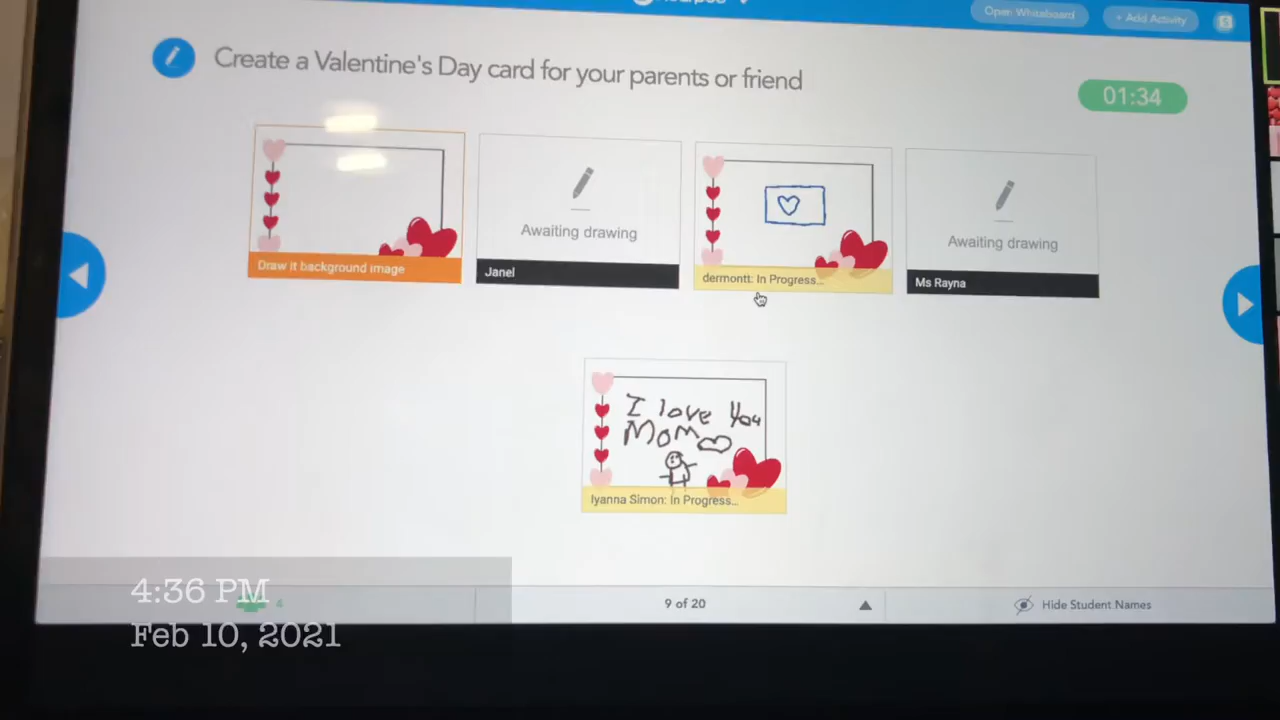 Open Whiteboard
+ Add Activity
S
Create a Valentine's Day card for your parents or friend
01:34
Draw It background image
Awaiting drawing
Janel
dermontt: In Progress...
Awaiting drawing
Ms Rayna
I love You
Mom
Iyanna Simon: In Progress...
4
9 of 20
Hide Student Names
4:36 PM
Feb 10, 2021